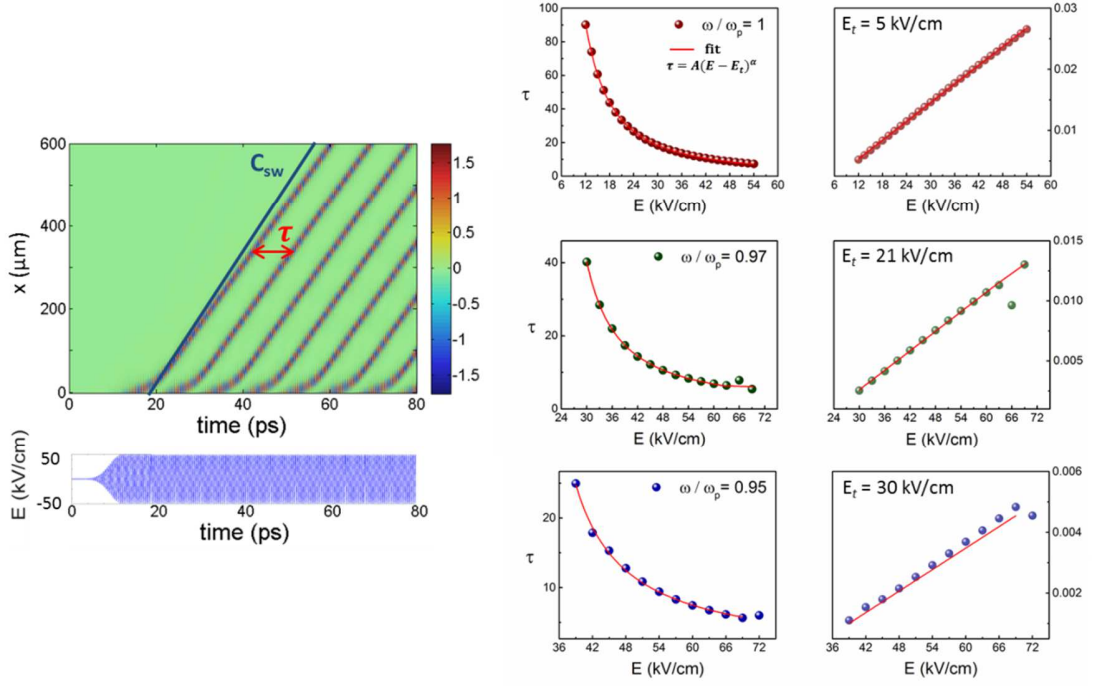 600
400
200
0
x (µm)
C_sw
τ
1.5
1
0.5
0
-0.5
-1
-1.5
0 20 40 60 80
time (ps)
50
-50
E (kV/cm)
0 20 40 60 80
time (ps)
100
80
60
40
20
0
τ
ω / ω_p = 1
fit
τ = A(E − E_t)^α
6 12 18 24 30 36 42 48 54 60
E (kV/cm)
E_t = 5 kV/cm
0.03
0.02
0.01
6 12 18 24 30 36 42 48 54 60
E (kV/cm)
40
20
0
τ
ω / ω_p = 0.97
24 30 36 42 48 54 60 66 72
E (kV/cm)
E_t = 21 kV/cm
0.015
0.010
0.005
24 30 36 42 48 54 60 66 72
E (kV/cm)
20
10
τ
ω / ω_p = 0.95
42 48 54 60 66 72
E (kV/cm)
E_t = 30 kV/cm
0.006
0.004
0.002
36 42 48 54 60 66 72
E (kV/cm)